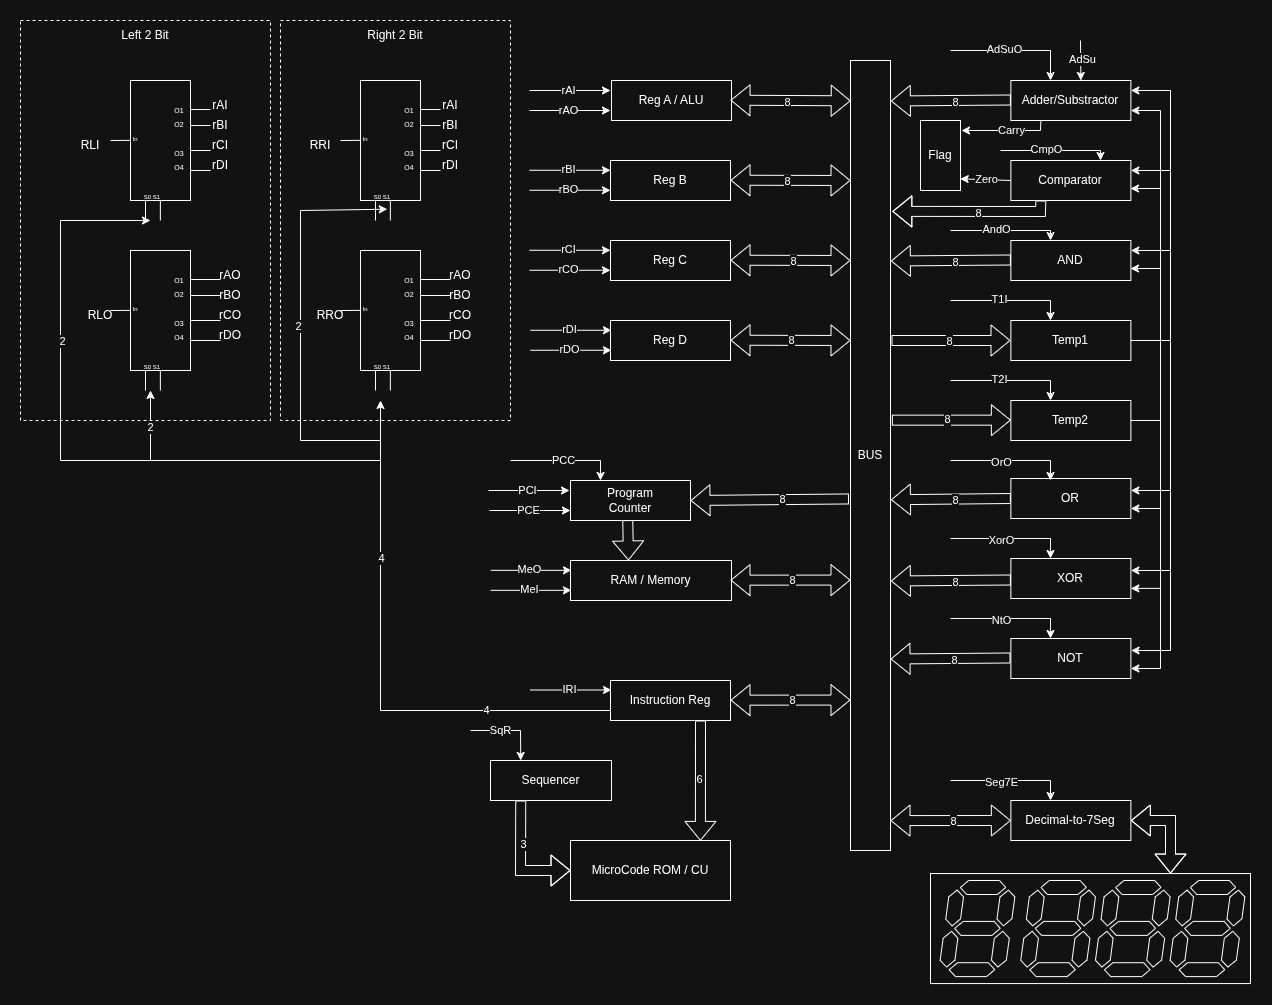 Left 2 Bit
RLI
In
O1
O2
O3
O4
S0 S1
rAI
rBI
rCI
rDI
RLO
In
O1
O2
O3
O4
S0 S1
rAO
rBO
rCO
rDO
2
2
Right 2 Bit
RRI
In
O1
O2
O3
O4
S0 S1
rAI
rBI
rCI
rDI
RRO
In
O1
O2
O3
O4
S0 S1
rAO
rBO
rCO
rDO
2
4
4
rAI
rAO
Reg A / ALU
8
rBI
rBO
Reg B
8
rCI
rCO
Reg C
8
rDI
rDO
Reg D
8
PCC
PCI
PCE
Program
Counter
8
MeO
MeI
RAM / Memory
8
IRI
Instruction Reg
8
SqR
Sequencer
3
6
MicroCode ROM / CU
BUS
AdSuO
AdSu
8
Adder/Substractor
Carry
Flag
CmpO
Zero
Comparator
8
AndO
8
AND
T1I
8
Temp1
T2I
8
Temp2
OrO
8
OR
XorO
8
XOR
NtO
8
NOT
Seg7E
8
Decimal-to-7Seg